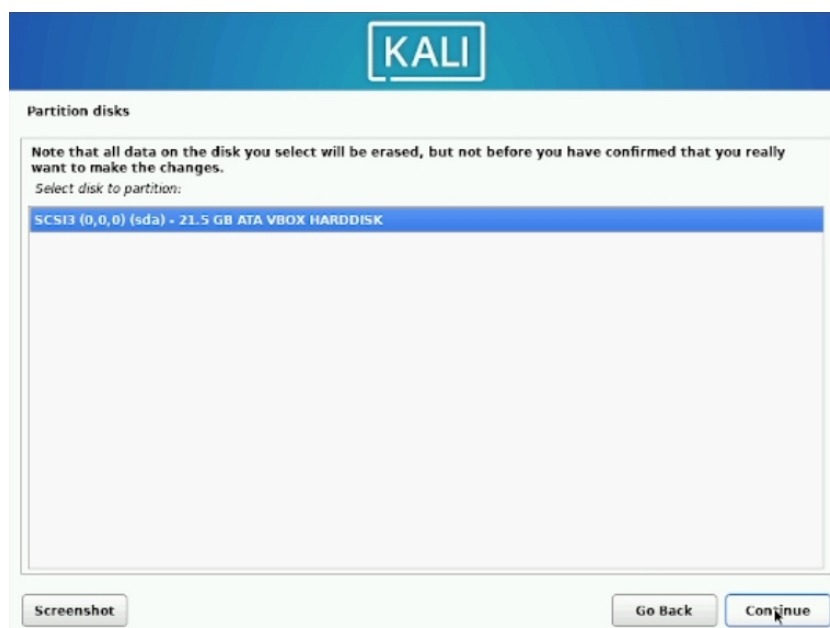 KALI
Partition disks
Note that all data on the disk you select will be erased, but not before you have confirmed that you really
want to make the changes.
Select disk to partition:
SCSI3 (0,0,0) (sda) - 21.5 GB ATA VBOX HARDDISK
Screenshot
Go Back
Continue